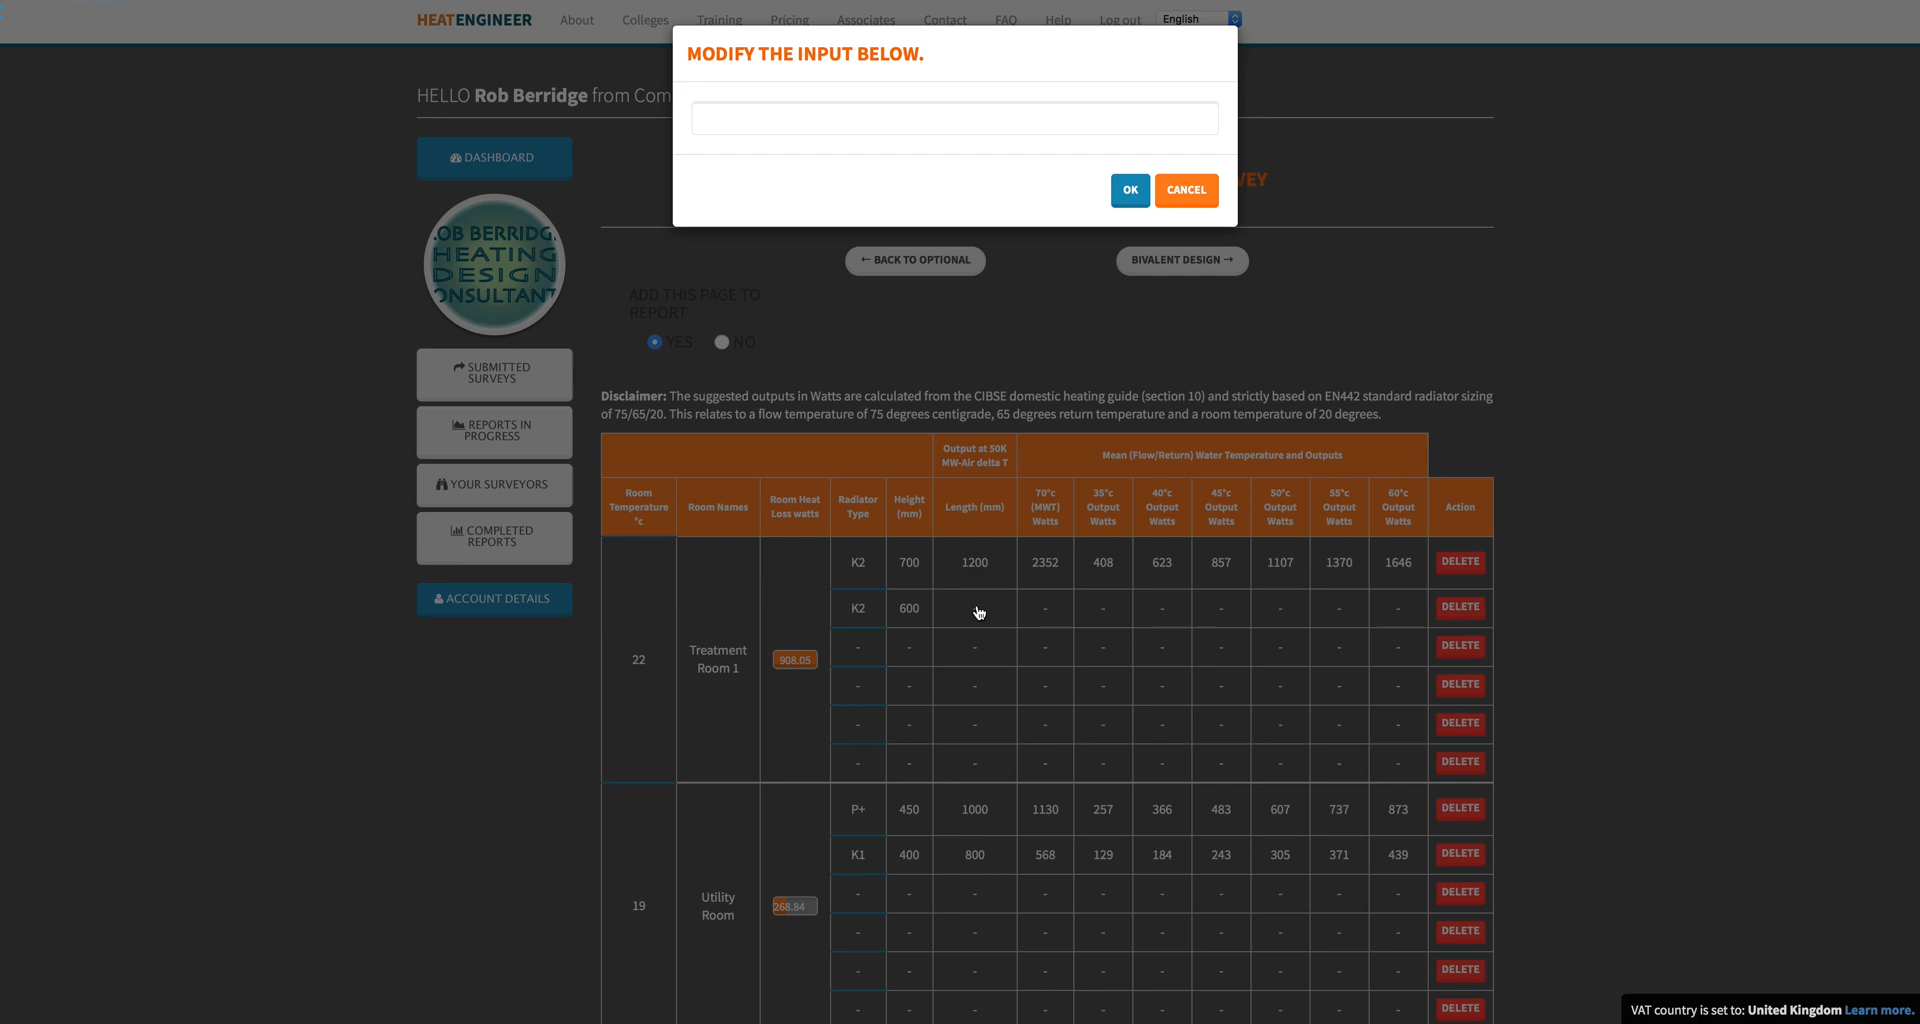 HEATENGINEER About Colleges Training Pricing Associates Contact FAQ Help Log out English
MODIFY THE INPUT BELOW.
HELLO Rob Berridge from Com
OK CANCEL
DASHBOARD
VEY
OB BERRIDG
HEATING
DESIGN
ONSULTANT
← BACK TO OPTIONAL BIVALENT DESIGN →
ADD THIS PAGE TO
REPORT
YES NO
SUBMITTED
SURVEYS
REPORTS IN
PROGRESS
YOUR SURVEYORS
COMPLETED
REPORTS
ACCOUNT DETAILS
Disclaimer: The suggested outputs in Watts are calculated from the CIBSE domestic heating guide (section 10) and strictly based on EN442 standard radiator sizing
of 75/65/20. This relates to a flow temperature of 75 degrees centigrade, 65 degrees return temperature and a room temperature of 20 degrees.
Output at 50K
MW-Air delta T
Mean (Flow/Return) Water Temperature and Outputs
Room
Temperature
°c
Room Names
Room Heat
Loss watts
Radiator
Type
Height
(mm)
Length (mm)
70°c
(MWT)
Watts
35°c
Output
Watts
40°c
Output
Watts
45°c
Output
Watts
50°c
Output
Watts
55°c
Output
Watts
60°c
Output
Watts
Action
22
Treatment
Room 1
908.05
K2 700 1200 2352 408 623 857 1107 1370 1646 DELETE
K2 600 - - - - - - - DELETE
- - - - - - - - - - DELETE
- - - - - - - - - - DELETE
- - - - - - - - - - DELETE
- - - - - - - - - - DELETE
19
Utility
Room
268.84
P+ 450 1000 1130 257 366 483 607 737 873 DELETE
K1 400 800 568 129 184 243 305 371 439 DELETE
- - - - - - - - - - DELETE
- - - - - - - - - - DELETE
- - - - - - - - - - DELETE
- - - - - - - - - - DELETE
VAT country is set to: United Kingdom Learn more.